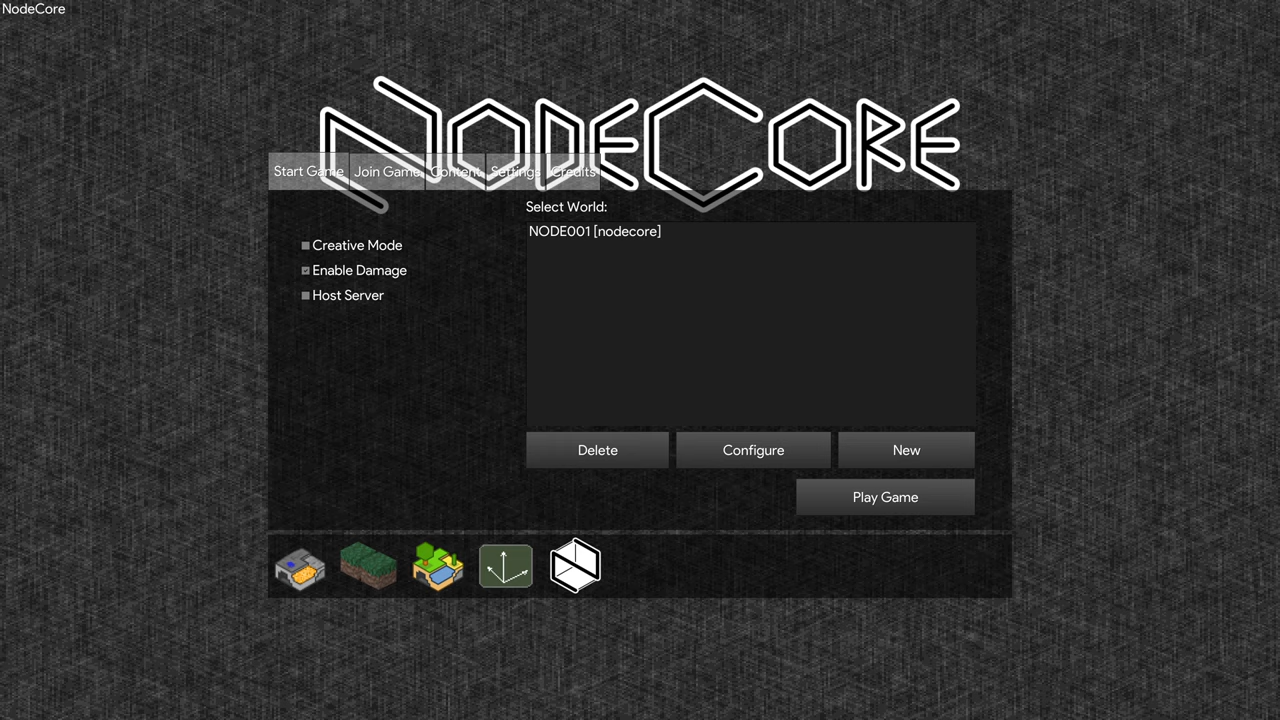 NodeCore
NODECORE
Start Game Join Game Content Settings Credits
Select World:
NODE001 [nodecore]
Creative Mode
Enable Damage
Host Server
Delete Configure New
Play Game